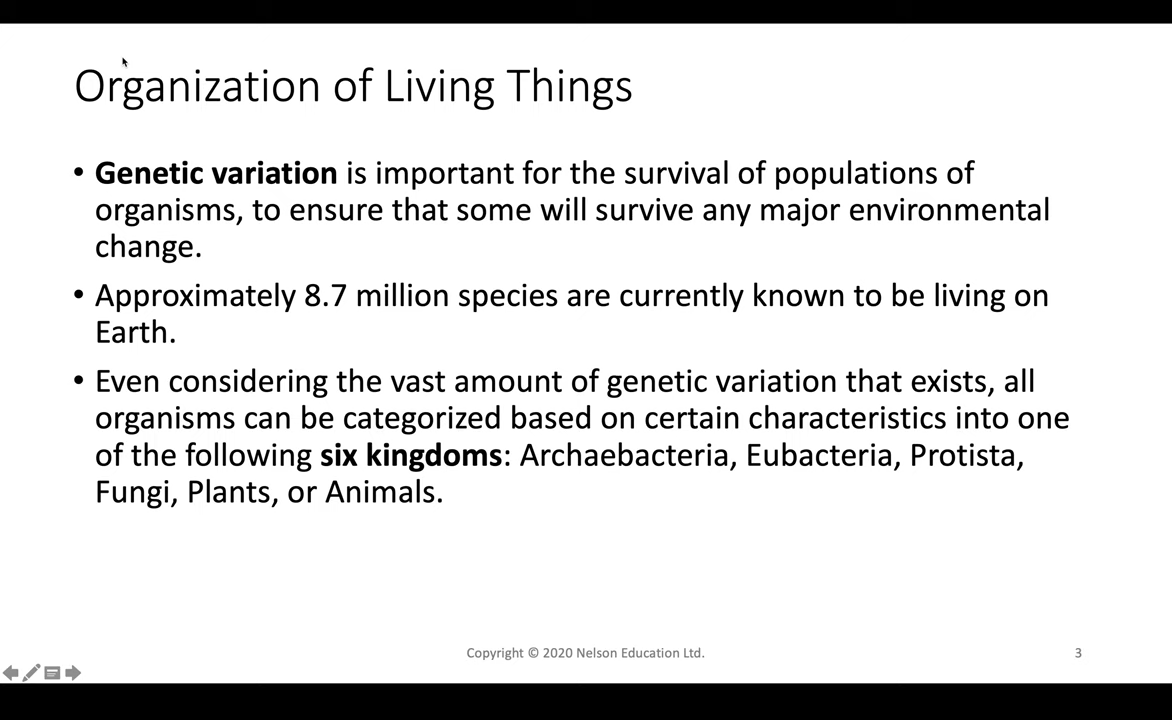 Organization of Living Things
• Genetic variation is important for the survival of populations of
organisms, to ensure that some will survive any major environmental
change.
• Approximately 8.7 million species are currently known to be living on
Earth.
• Even considering the vast amount of genetic variation that exists, all
organisms can be categorized based on certain characteristics into one
of the following six kingdoms: Archaebacteria, Eubacteria, Protista,
Fungi, Plants, or Animals.
Copyright © 2020 Nelson Education Ltd.
3